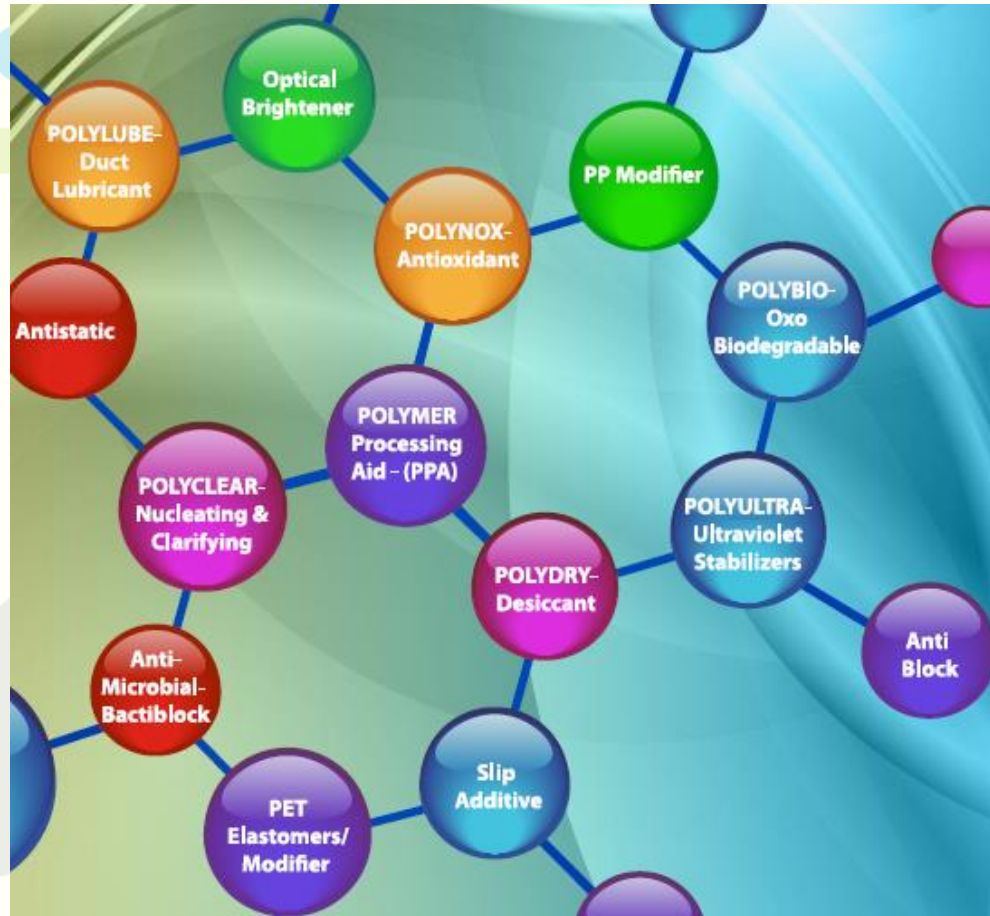 Optical
Brightener
POLYLUBE-
Duct
Lubricant
PP Modifier
POLYNOX-
Antioxidant
POLYBIO-
Oxo
Biodegradable
Antistatic
POLYMER
Processing
Aid - (PPA)
POLYCLEAR-
Nucleating &
Clarifying
POLYULTRA-
Ultraviolet
Stabilizers
POLYDRY-
Desiccant
Anti
Block
Anti-
Microbial-
Bactiblock
Slip
Additive
PET
Elastomers/
Modifier